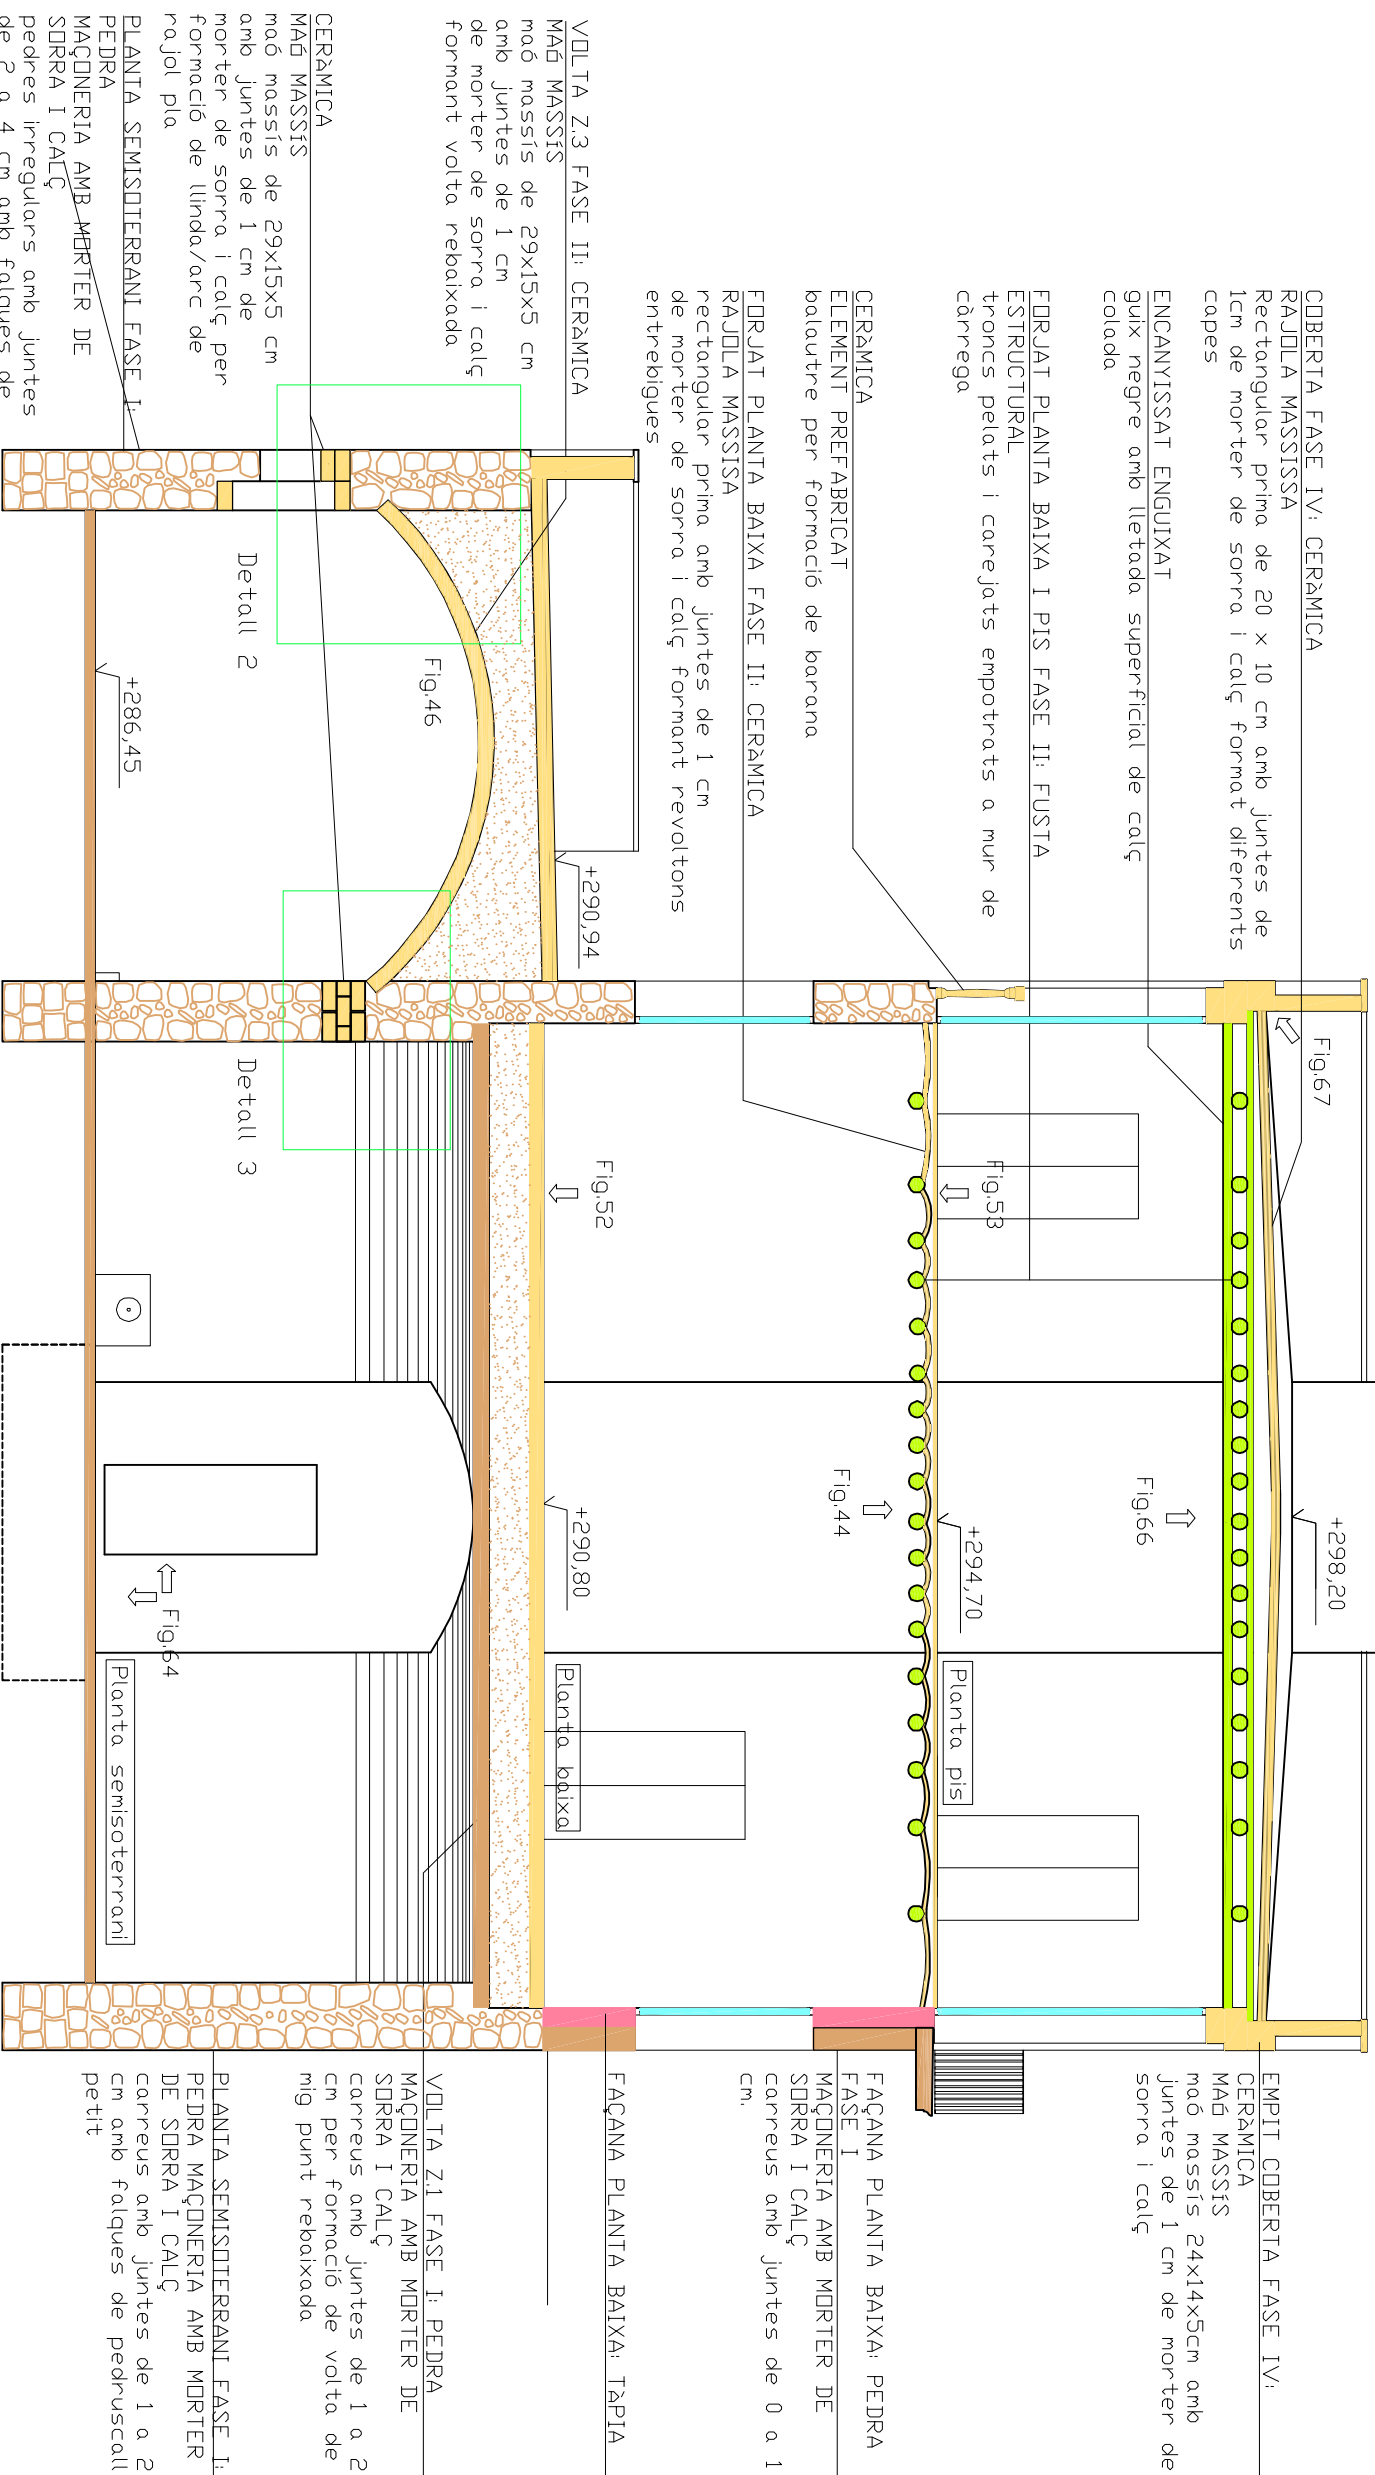 COBERTA FASE IV: CERÀMICA
RAJOLA MASSISSA
Rectangular prima de 20 x 10 cm amb juntes de
1cm de morter de sorra i calç format diferents
capes
ENCANYISSAT ENGUIXAT
guix negre amb lletada superficial de calç
colada
FORJAT PLANTA BAIXA I PIS FASE II: FUSTA
ESTRUCTURAL
troncs pelats i carejats empotrats a mur de
càrrega
CERÀMICA
ELEMENT PREFABRICAT
balautre per formació de barana
FORJAT PLANTA BAIXA FASE II: CERÀMICA
RAJOLA MASSISA
rectangular prima amb juntes de 1 cm
de morter de sorra i calç formant revoltons
entrebigues
VOLTA Z.3 FASE II: CERÀMICA
MAÓ MASSÍS
maó massís de 29x15x5 cm
amb juntes de 1 cm
de morter de sorra i calç
formant volta rebaixada
CERÀMICA
MAÓ MASSÍS
maó massís de 29x15x5 cm
amb juntes de 1 cm de
morter de sorra i calç per
formació de llinda/arc de
rajol pla
PLANTA SEMISOTERRANI FASE I:
PEDRA
MAÇONERIA AMB MORTER DE
SORRA I CALÇ
pedres irregulars amb juntes
de 2 a 4 cm amb falques de
Fig.67
+298,20
Fig.66
Fig.53
+294,70
Planta pis
Fig.44
Fig.52
+290,94
+290,80
Planta baixa
Fig.46
Detall 2
Detall 3
+286,45
Fig.64
Planta semisoterrani
EMPIT COBERTA FASE IV:
CERÀMICA
MAÓ MASSÍS
maó massís 24x14x5cm amb
juntes de 1 cm de morter de
sorra i calç
FAÇANA PLANTA BAIXA: PEDRA
FASE I
MAÇONERIA AMB MORTER DE
SORRA I CALÇ
carreus amb juntes de 0 a 1
cm.
FAÇANA PLANTA BAIXA: TÀPIA
VOLTA Z.1 FASE I: PEDRA
MAÇONERIA AMB MORTER DE
SORRA I CALÇ
carreus amb juntes de 1 a 2
cm per formació de volta de
mig punt rebaixada
PLANTA SEMISOTERRANI FASE I:
PEDRA MAÇONERIA AMB MORTER
DE SORRA I CALÇ
carreus amb juntes de 1 a 2
cm amb falques de pedruscall
petit